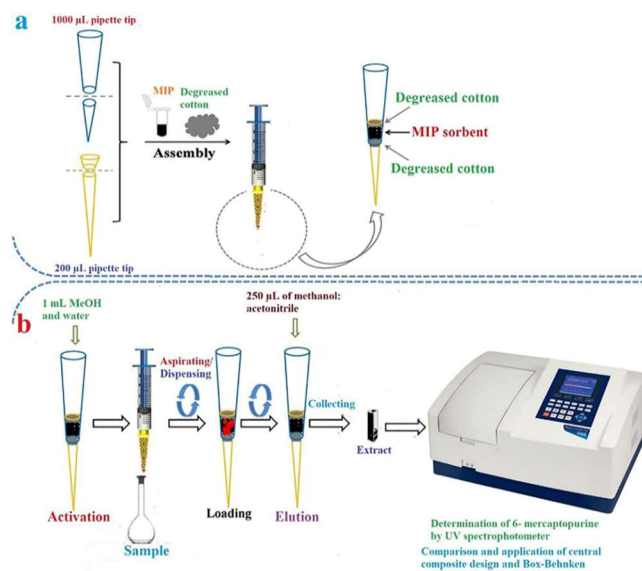 a
1000 µL pipette tip
MIP
Degreased
cotton
Assembly
200 µL pipette tip
Degreased cotton
MIP sorbent
Degreased cotton
b
1 mL MeOH
and water
250 µL of methanol:
acetonitrile
Aspirating/
Dispensing
Collecting
Extract
Activation
Sample
Loading
Elution
Determination of 6- mercaptopurine
by UV spectrophotometer
Comparison and application of central
composite design and Box-Behnken